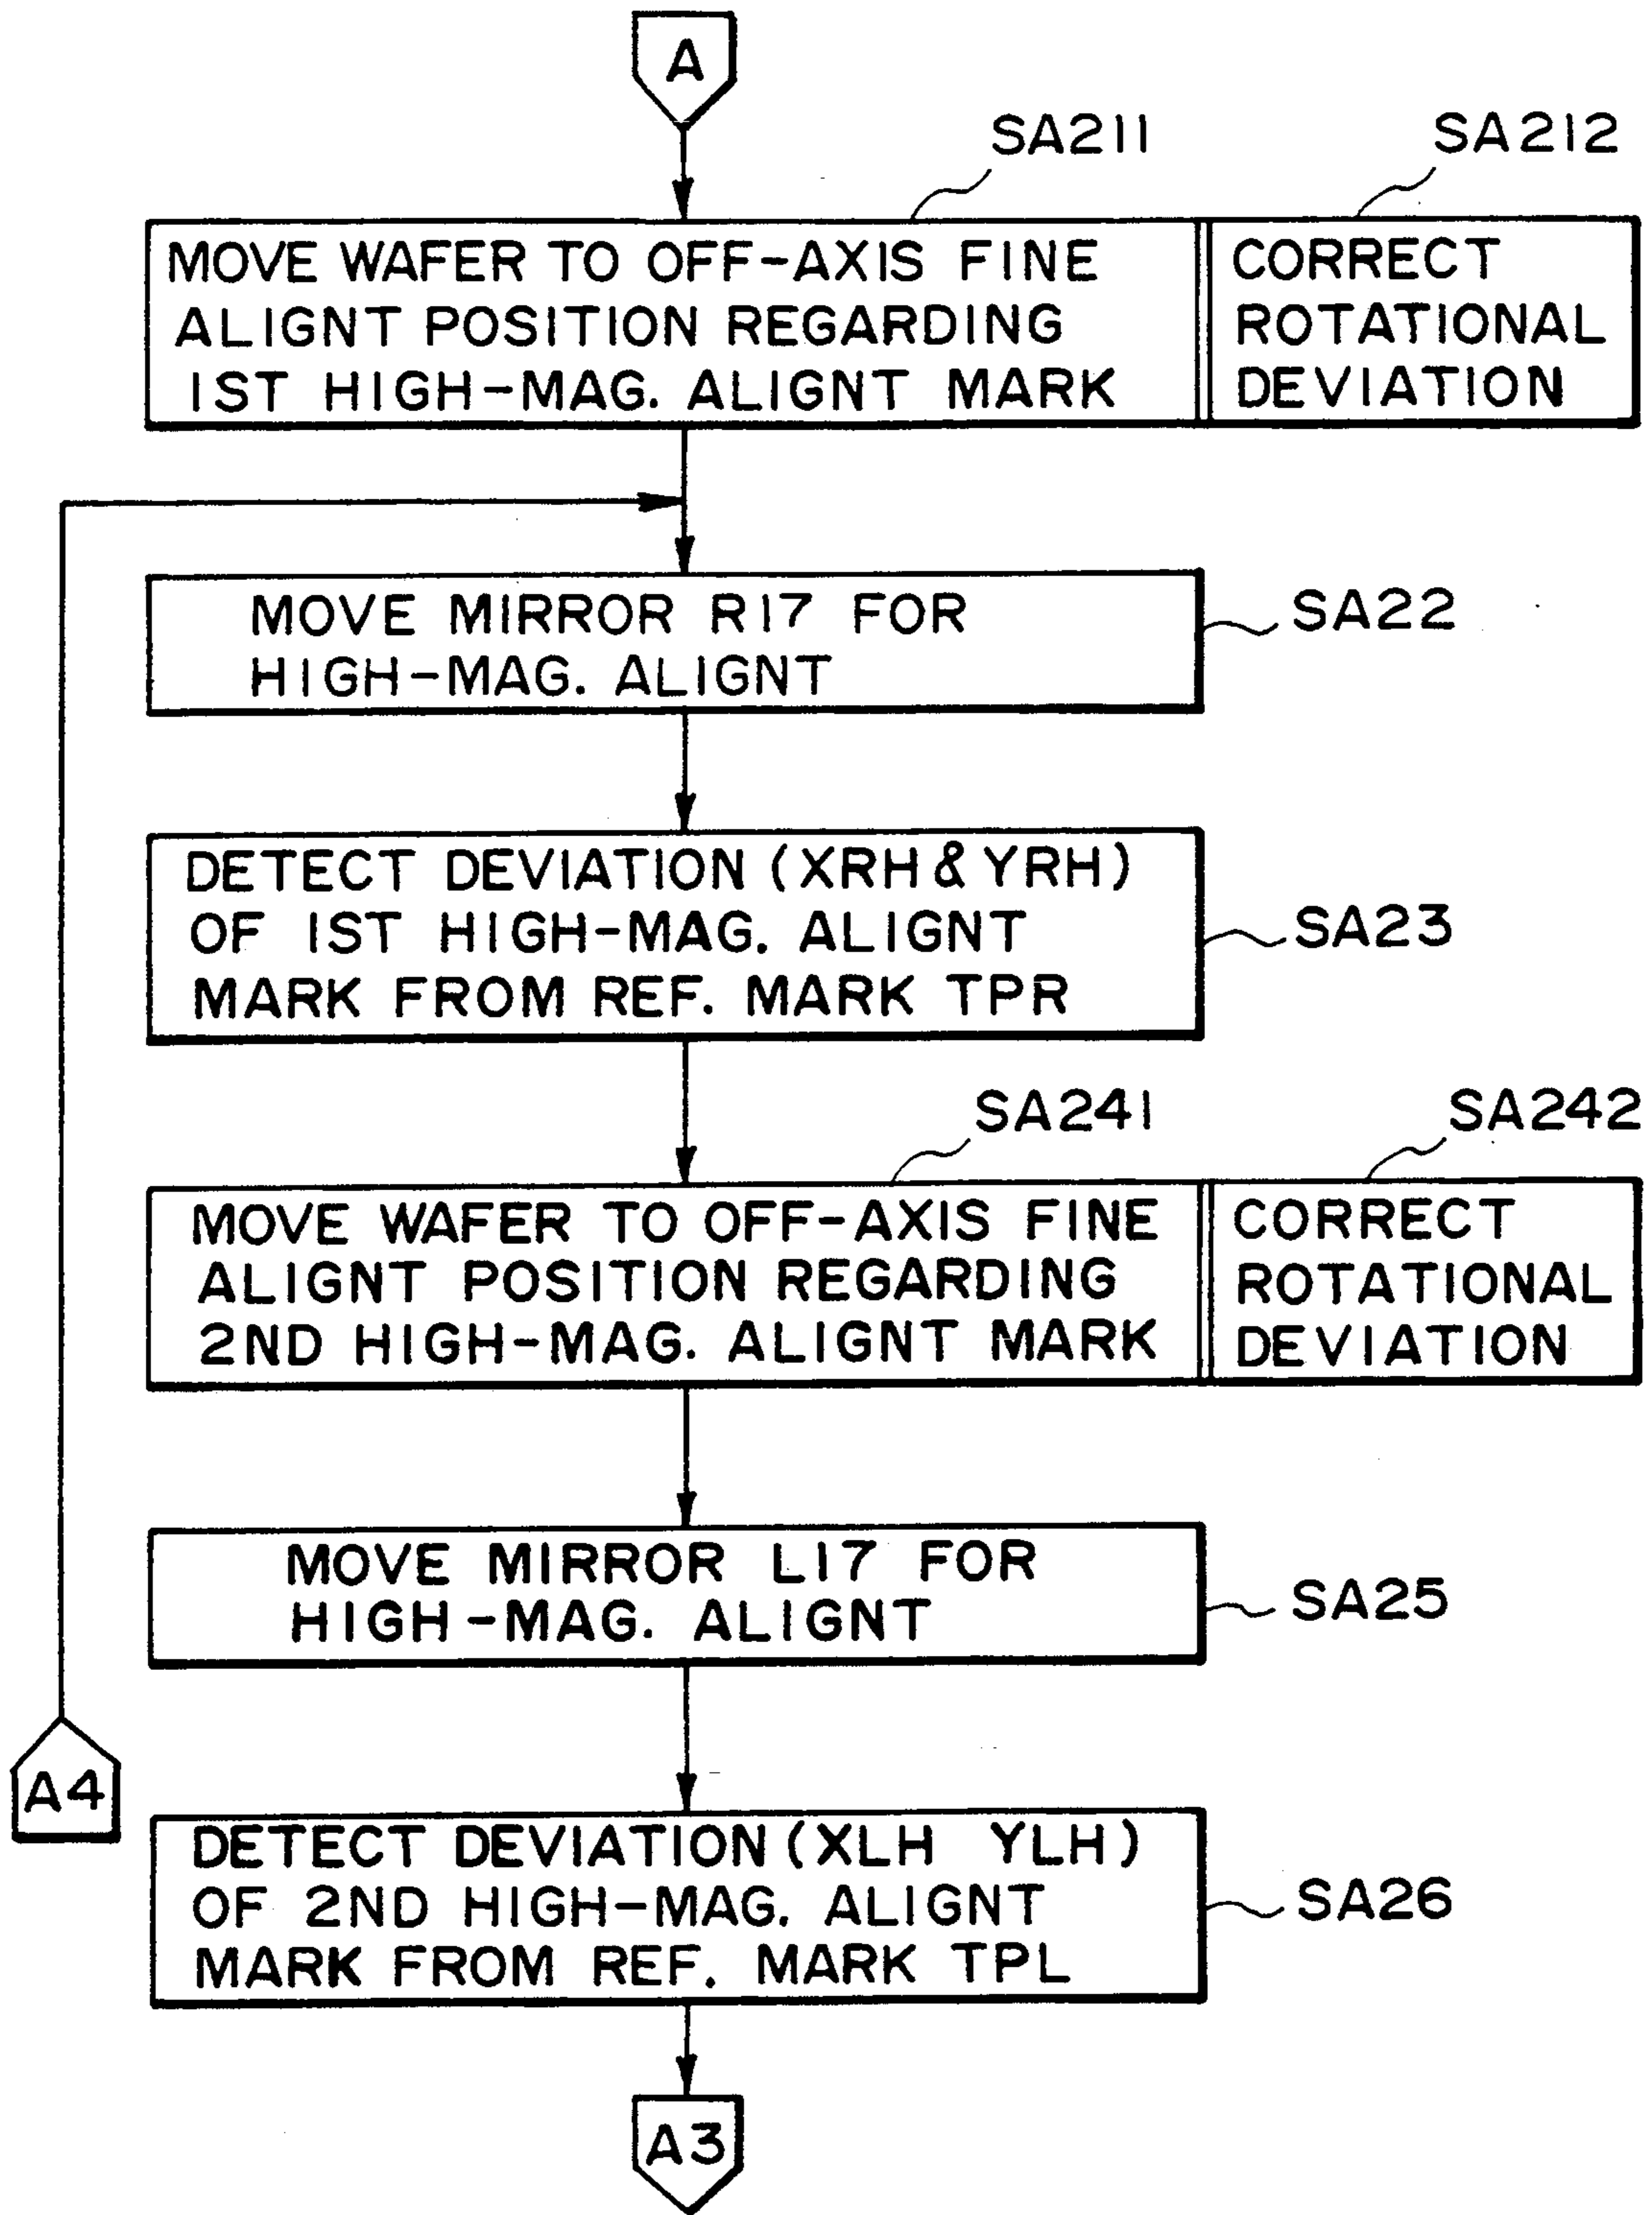 A
SA211
SA212
MOVE WAFER TO OFF-AXIS FINE
ALIGNT POSITION REGARDING
1ST HIGH-MAG. ALIGNT MARK
CORRECT
ROTATIONAL
DEVIATION
MOVE MIRROR R17 FOR
HIGH-MAG. ALIGNT
SA22
DETECT DEVIATION (XRH & YRH)
OF 1ST HIGH-MAG. ALIGNT
MARK FROM REF. MARK TPR
SA23
SA241
SA242
MOVE WAFER TO OFF-AXIS FINE
ALIGNT POSITION REGARDING
2ND HIGH-MAG. ALIGNT MARK
CORRECT
ROTATIONAL
DEVIATION
MOVE MIRROR L17 FOR
HIGH-MAG. ALIGNT
SA25
A4
DETECT DEVIATION (XLH YLH)
OF 2ND HIGH-MAG. ALIGNT
MARK FROM REF. MARK TPL
SA26
A3